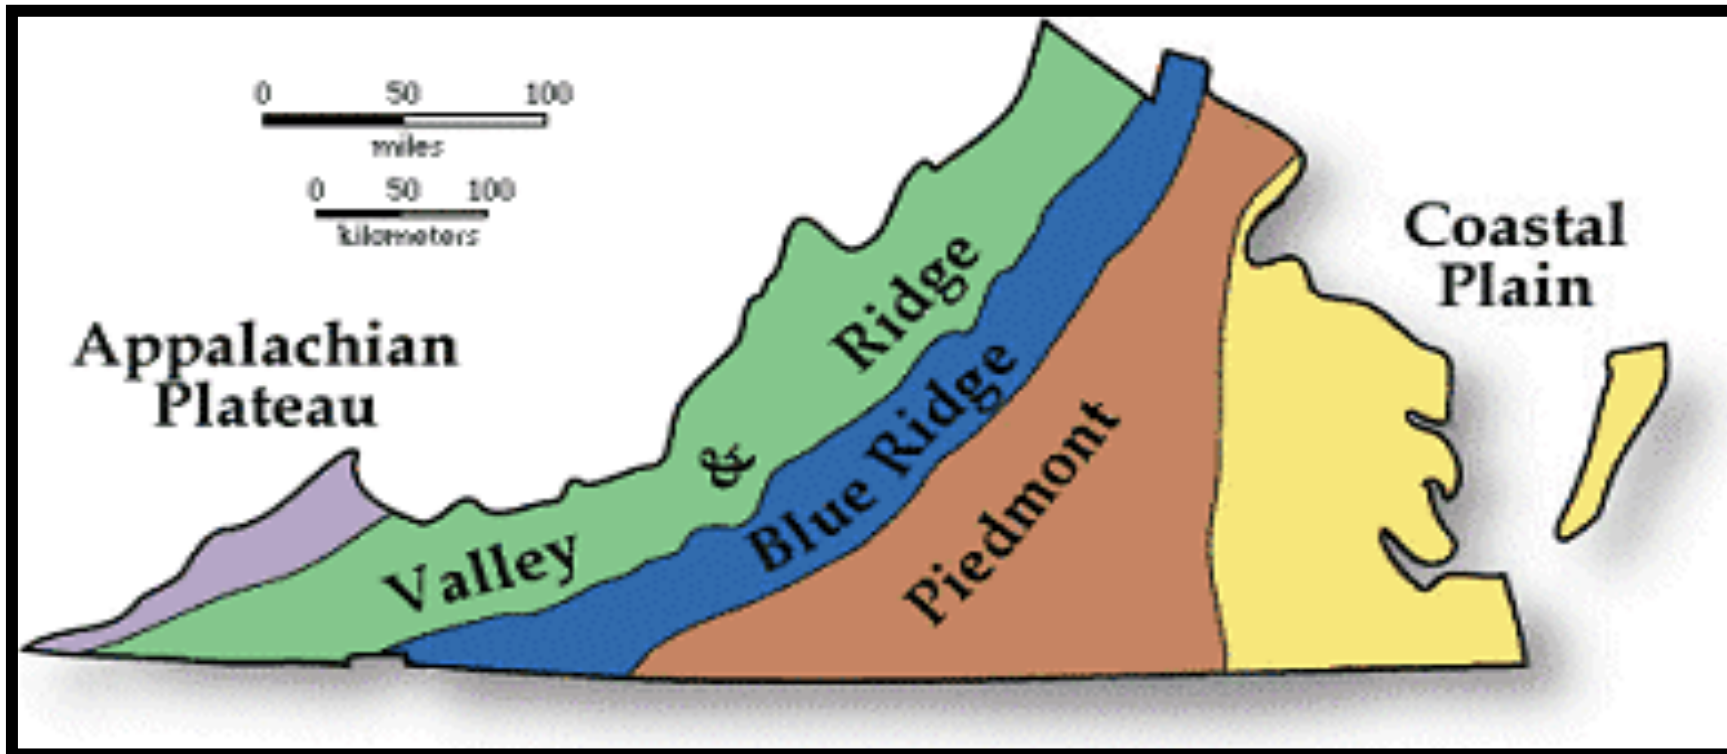 0 50 100
miles
0 50 100
kilometers
Coastal
Plain
Appalachian
Plateau
Valley & Ridge
Blue Ridge
Piedmont